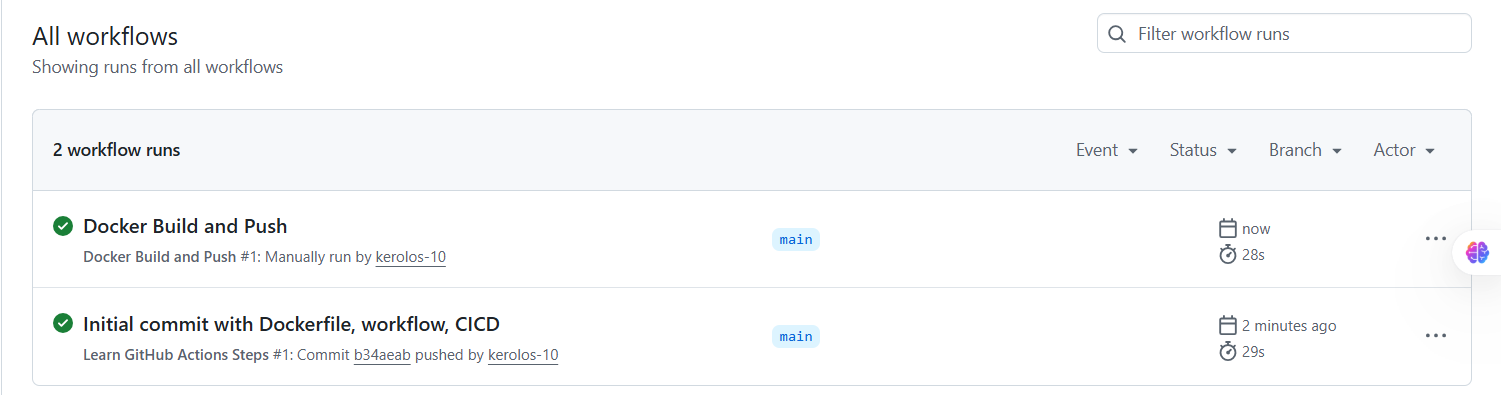 All workflows
Filter workflow runs
Showing runs from all workflows
2 workflow runs
Event Status Branch Actor
Docker Build and Push
main
now
Docker Build and Push #1: Manually run by kerolos-10
28s
Initial commit with Dockerfile, workflow, CICD
main
2 minutes ago
Learn GitHub Actions Steps #1: Commit b34aeab pushed by kerolos-10
29s